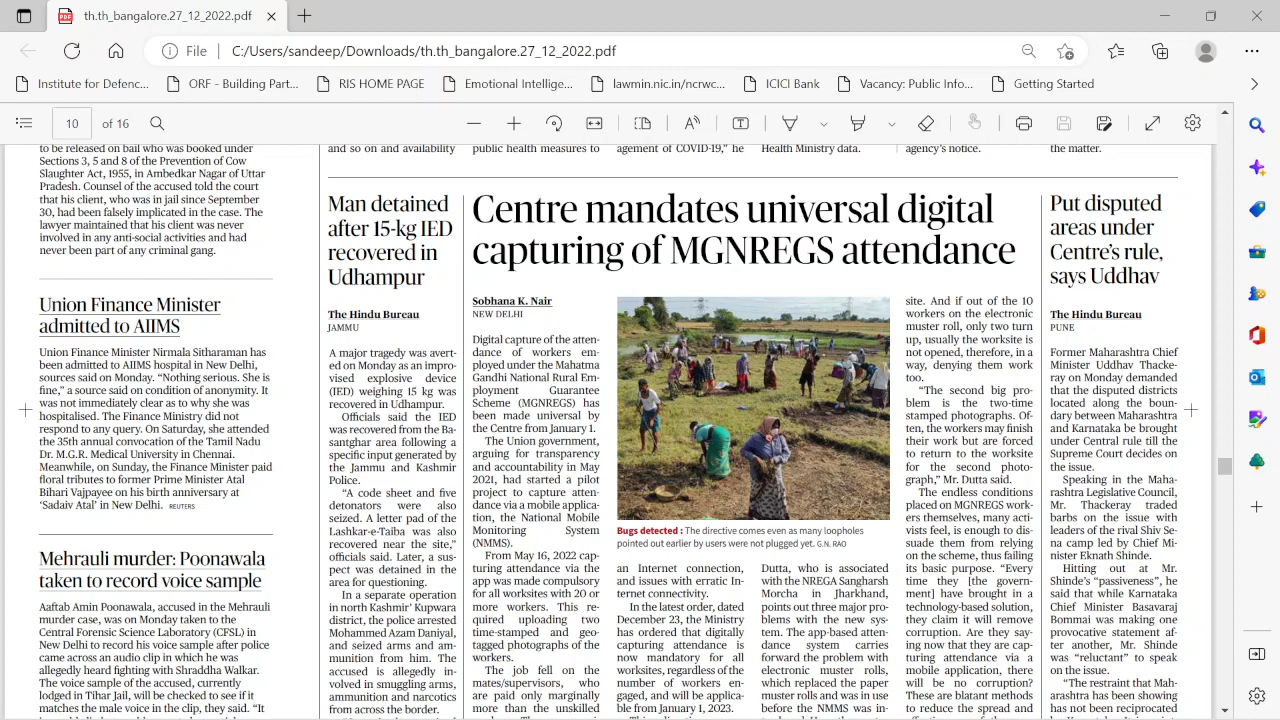 th.th_bangalore.27_12_2022.pdf
File
C:/Users/sandeep/Downloads/th.th_bangalore.27_12_2022.pdf
Institute for Defenc...
ORF - Building Part...
RIS HOME PAGE
Emotional Intellige...
lawmin.nic.in/ncrwc...
ICICI Bank
Vacancy: Public Info...
Getting Started
10 of 16
to be released on bail who was booked under
Sections 3, 5 and 8 of the Prevention of Cow
Slaughter Act, 1955, in Ambedkar Nagar of Uttar
Pradesh. Counsel of the accused told the court
that his client, who was in jail since September
30, had been falsely implicated in the case. The
lawyer maintained that his client was never
involved in any anti-social activities and had
never been part of any criminal gang.
Union Finance Minister
admitted to AIIMS
Union Finance Minister Nirmala Sitharaman has
been admitted to AIIMS hospital in New Delhi,
sources said on Monday. “Nothing serious. She is
fine,” a source said on condition of anonymity. It
was not immediately clear as to why she was
hospitalised. The Finance Ministry did not
respond to any query. On Saturday, she attended
the 35th annual convocation of the Tamil Nadu
Dr. M.G.R. Medical University in Chennai.
Meanwhile, on Sunday, the Finance Minister paid
floral tributes to former Prime Minister Atal
Bihari Vajpayee on his birth anniversary at
‘Sadaiv Atal’ in New Delhi. REUTERS
Mehrauli murder: Poonawala
taken to record voice sample
Aaftab Amin Poonawala, accused in the Mehrauli
murder case, was on Monday taken to the
Central Forensic Science Laboratory (CFSL) in
New Delhi to record his voice sample after police
came across an audio clip in which he was
allegedly heard fighting with Shraddha Walkar.
The voice sample of the accused, currently
lodged in Tihar Jail, will be checked to see if it
matches the male voice in the clip, they said. “It
and so on and availability
public health measures to
agement of COVID-19,” he
Health Ministry data.
agency’s notice.
the matter.
Man detained
after 15-kg IED
recovered in
Udhampur
The Hindu Bureau
JAMMU
A major tragedy was avert-
ed on Monday as an impro-
vised explosive device
(IED) weighing 15 kg was
recovered in Udhampur.
Officials said the IED
was recovered from the Ba-
santghar area following a
specific input generated by
the Jammu and Kashmir
Police.
“A code sheet and five
detonators were also
seized. A letter pad of the
Lashkar-e-Taiba was also
recovered near the site,”
officials said. Later, a sus-
pect was detained in the
area for questioning.
In a separate operation
in north Kashmir’ Kupwara
district, the police arrested
Mohammed Azam Daniyal,
and seized arms and am-
munition from him. The
accused is allegedly in-
volved in smuggling arms,
ammunition and narcotics
from across the border.
Centre mandates universal digital
capturing of MGNREGS attendance
Sobhana K. Nair
NEW DELHI
Digital capture of the atten-
dance of workers em-
ployed under the Mahatma
Gandhi National Rural Em-
ployment Guarantee
Scheme (MGNREGS) has
been made universal by
the Centre from January 1.
The Union government,
arguing for transparency
and accountability in May
2021, had started a pilot
project to capture atten-
dance via a mobile applica-
tion, the National Mobile
Monitoring System
(NMMS).
From May 16, 2022 cap-
turing attendance via the
app was made compulsory
for all worksites with 20 or
more workers. This re-
quired uploading two
time-stamped and geo-
tagged photographs of the
workers.
The job fell on the
mates/supervisors, who
are paid only marginally
more than the unskilled
Bugs detected : The directive comes even as many loopholes
pointed out earlier by users were not plugged yet. G.N. RAO
an Internet connection,
and issues with erratic In-
ternet connectivity.
In the latest order, dated
December 23, the Ministry
has ordered that digitally
capturing attendance is
now mandatory for all
worksites, regardless of the
number of workers en-
gaged, and will be applica-
ble from January 1, 2023.
Dutta, who is associated
with the NREGA Sangharsh
Morcha in Jharkhand,
points out three major pro-
blems with the new sys-
tem. The app-based atten-
dance system carries
forward the problem with
electronic muster rolls,
which replaced the paper
muster rolls and was in use
before the NMMS was in-
site. And if out of the 10
workers on the electronic
muster roll, only two turn
up, usually the worksite is
not opened, therefore, in a
way, denying them work
too.
“The second big pro-
blem is the two-time
stamped photographs. Of-
ten, the workers may finish
their work but are forced
to return to the worksite
for the second photo-
graph,” Mr. Dutta said.
The endless conditions
placed on MGNREGS work-
ers themselves, many acti-
vists feel, is enough to dis-
suade them from relying
on the scheme, thus failing
its basic purpose. “Every
time they [the govern-
ment] have brought in a
technology-based solution,
they claim it will remove
corruption. Are they say-
ing now that they are cap-
turing attendance via a
mobile application, there
will be no corruption?
These are blatant methods
to reduce the spread and
Put disputed
areas under
Centre’s rule,
says Uddhav
The Hindu Bureau
PUNE
Former Maharashtra Chief
Minister Uddhav Thacke-
ray on Monday demanded
that the disputed districts
located along the boun-
dary between Maharashtra
and Karnataka be brought
under Central rule till the
Supreme Court decides on
the issue.
Speaking in the Maha-
rashtra Legislative Council,
Mr. Thackeray traded
barbs on the issue with
leaders of the rival Shiv Se-
na camp led by Chief Mi-
nister Eknath Shinde.
Hitting out at Mr.
Shinde’s “passiveness”, he
said that while Karnataka
Chief Minister Basavaraj
Bommai was making one
provocative statement af-
ter another, Mr. Shinde
was “reluctant” to speak
on the issue.
“The restraint that Mah-
arashtra has been showing
has not been reciprocated